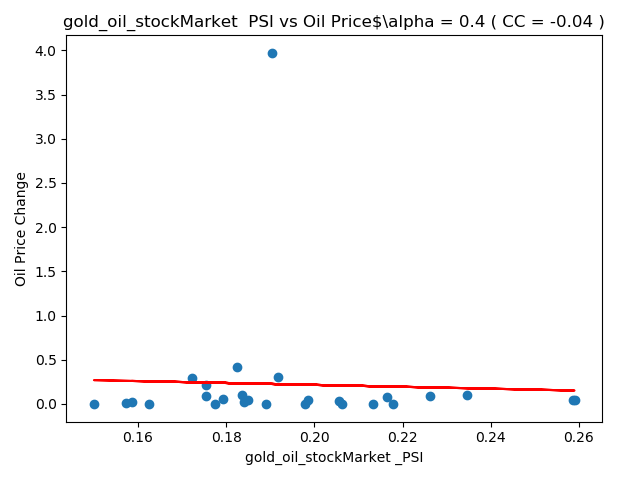 gold_oil_stockMarket  PSI vs Oil Price$\alpha = 0.4 ( CC = -0.04 )
Oil Price Change
4.0
3.5
3.0
2.5
2.0
1.5
1.0
0.5
0.0
0.16 0.18 0.20 0.22 0.24 0.26
gold_oil_stockMarket _PSI